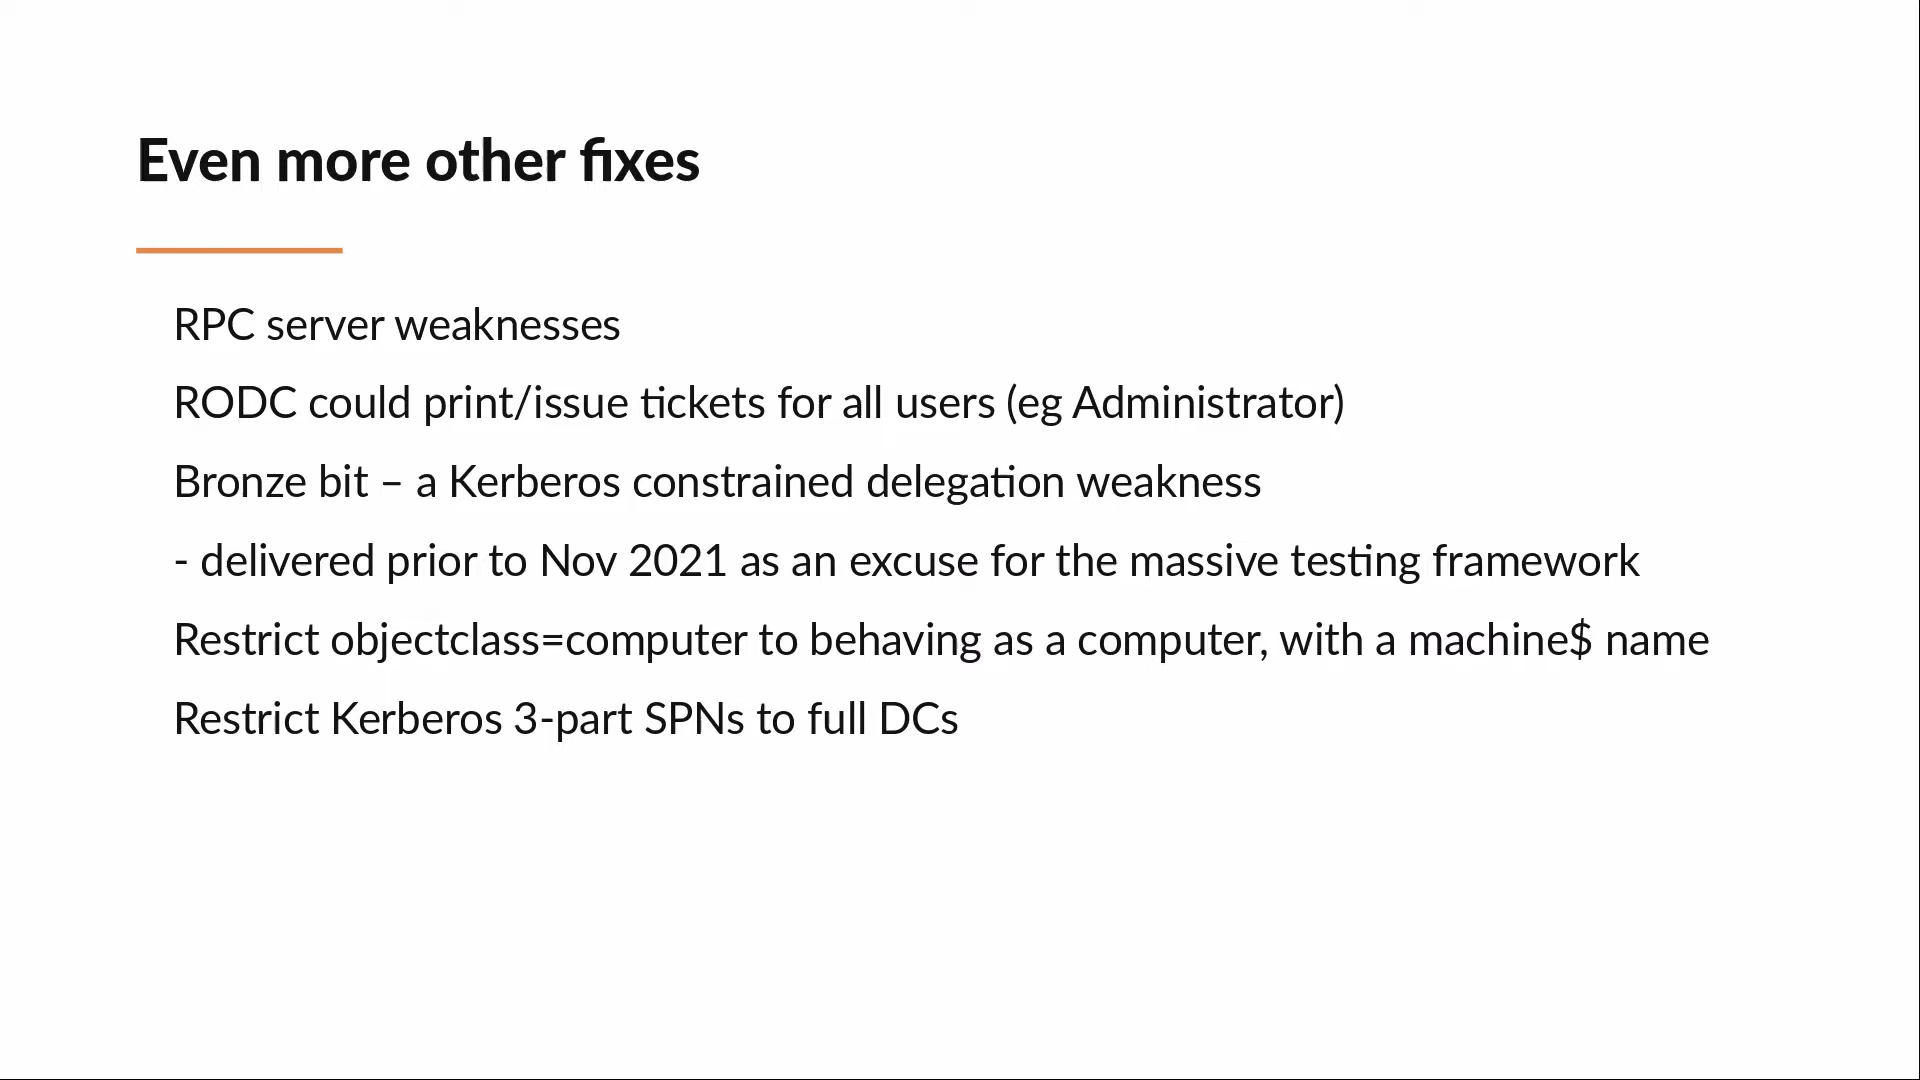 Even more other fixes
RPC server weaknesses
RODC could print/issue tickets for all users (eg Administrator)
Bronze bit – a Kerberos constrained delegation weakness
- delivered prior to Nov 2021 as an excuse for the massive testing framework
Restrict objectclass=computer to behaving as a computer, with a machine$ name
Restrict Kerberos 3-part SPNs to full DCs